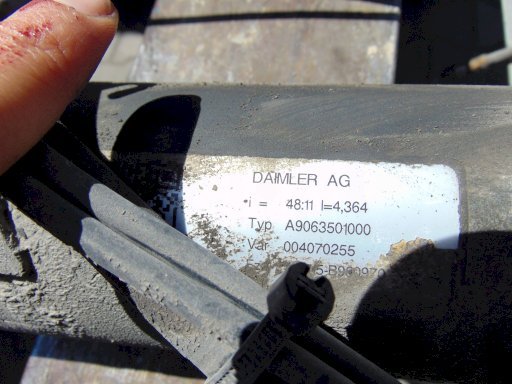 DAIMLER AG
i = 48:11 I=4,364
Typ A9063501000
Var 004070255